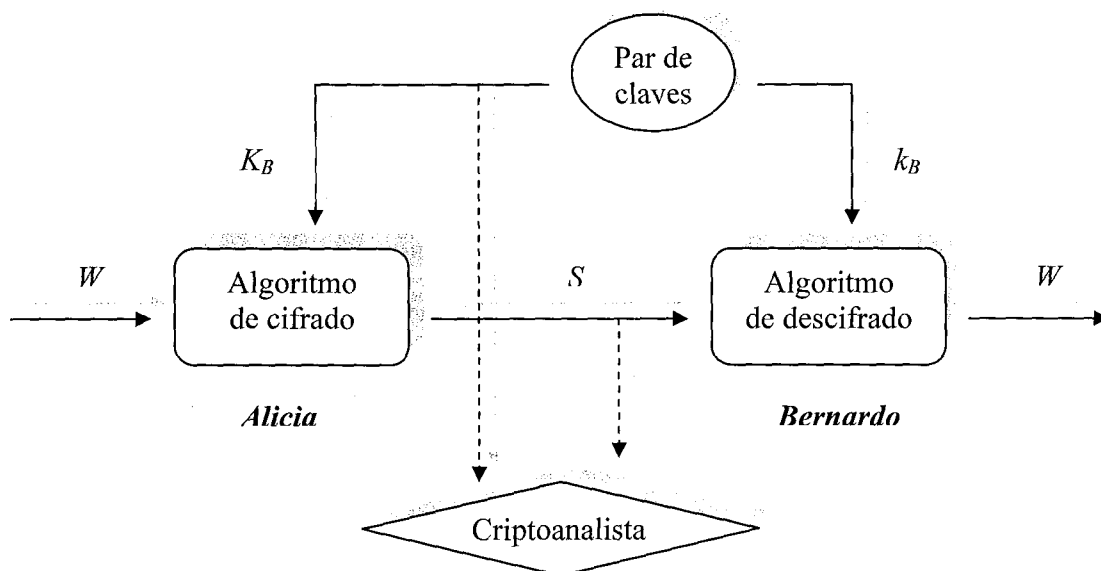 Par de
claves
K_B
k_B
W
Algoritmo
de cifrado
S
Algoritmo
de descifrado
W
Alicia
Bernardo
Criptoanalista